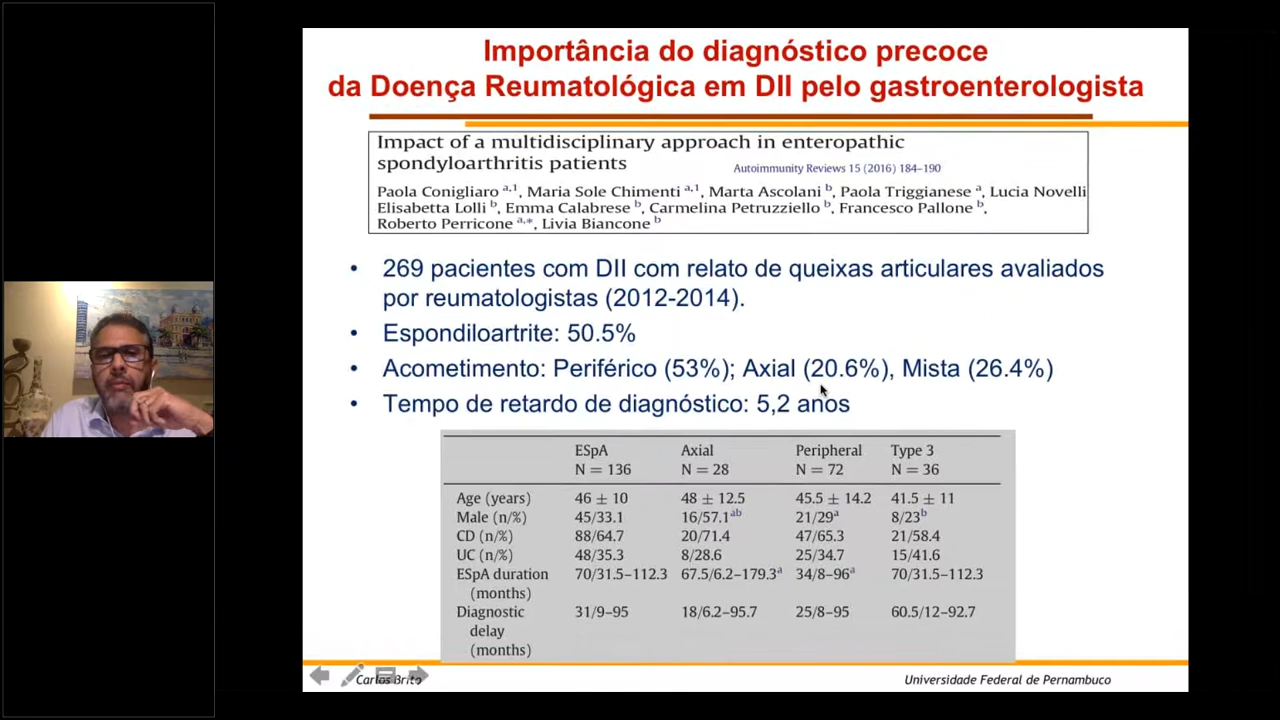 Importância do diagnóstico precoce
da Doença Reumatológica em DII pelo gastroenterologista
Impact of a multidisciplinary approach in enteropathic
spondyloarthritis patients
Autoimmunity Reviews 15 (2016) 184–190
Paola Conigliaro a,1, Maria Sole Chimenti a,1, Marta Ascolani b, Paola Triggianese a, Lucia Novelli
Elisabetta Lolli b, Emma Calabrese b, Carmelina Petruzziello b, Francesco Pallone b,
Roberto Perricone a,*, Livia Biancone b
• 269 pacientes com DII com relato de queixas articulares avaliados
por reumatologistas (2012-2014).
• Espondiloartrite: 50.5%
• Acometimento: Periférico (53%); Axial (20.6%), Mista (26.4%)
• Tempo de retardo de diagnóstico: 5,2 anos
ESpA Axial Peripheral Type 3
N = 136 N = 28 N = 72 N = 36
Age (years) 46 ± 10 48 ± 12.5 45.5 ± 14.2 41.5 ± 11
Male (n/%) 45/33.1 16/57.1ab 21/29a 8/23b
CD (n/%) 88/64.7 20/71.4 47/65.3 21/58.4
UC (n/%) 48/35.3 8/28.6 25/34.7 15/41.6
ESpA duration 70/31.5–112.3 67.5/6.2–179.3a 34/8–96a 70/31.5–112.3
(months)
Diagnostic 31/9–95 18/6.2–95.7 25/8–95 60.5/12–92.7
delay
(months)
Carlos Brito
Universidade Federal de Pernambuco